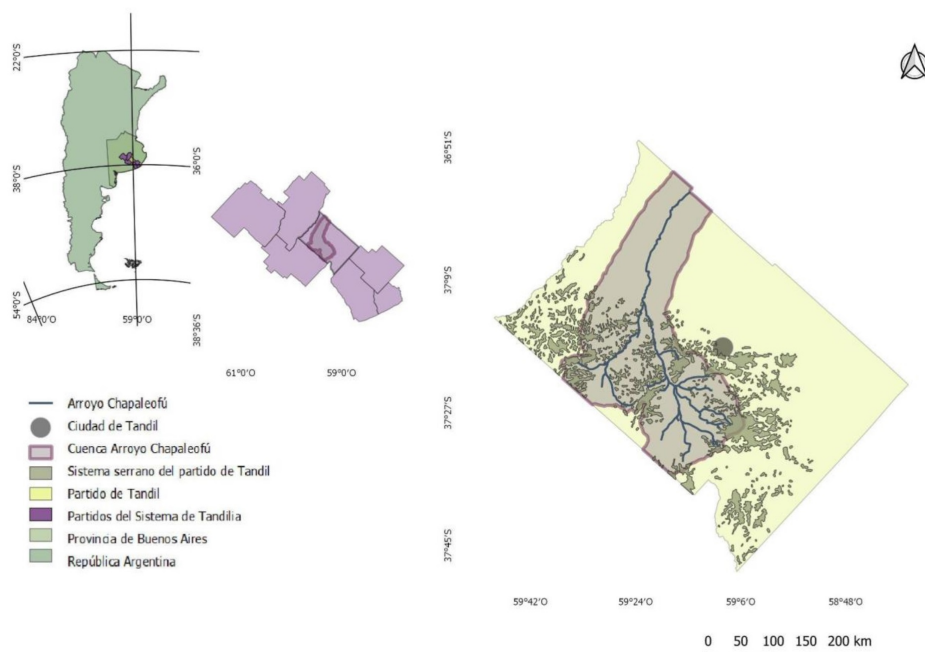 22°0'S
38°0'S
54°0'S
84°0'O
59°0'O
36°0'S
38°36'S
61°0'O
59°0'O
Arroyo Chapaleofú
Ciudad de Tandil
Cuenca Arroyo Chapaleofú
Sistema serrano del partido de Tandil
Partido de Tandil
Partidos del Sistema de Tandilia
Provincia de Buenos Aires
República Argentina
36°51'S
37°9'S
37°27'S
37°45'S
59°42'O
59°24'O
59°6'O
58°48'O
0 50 100 150 200 km